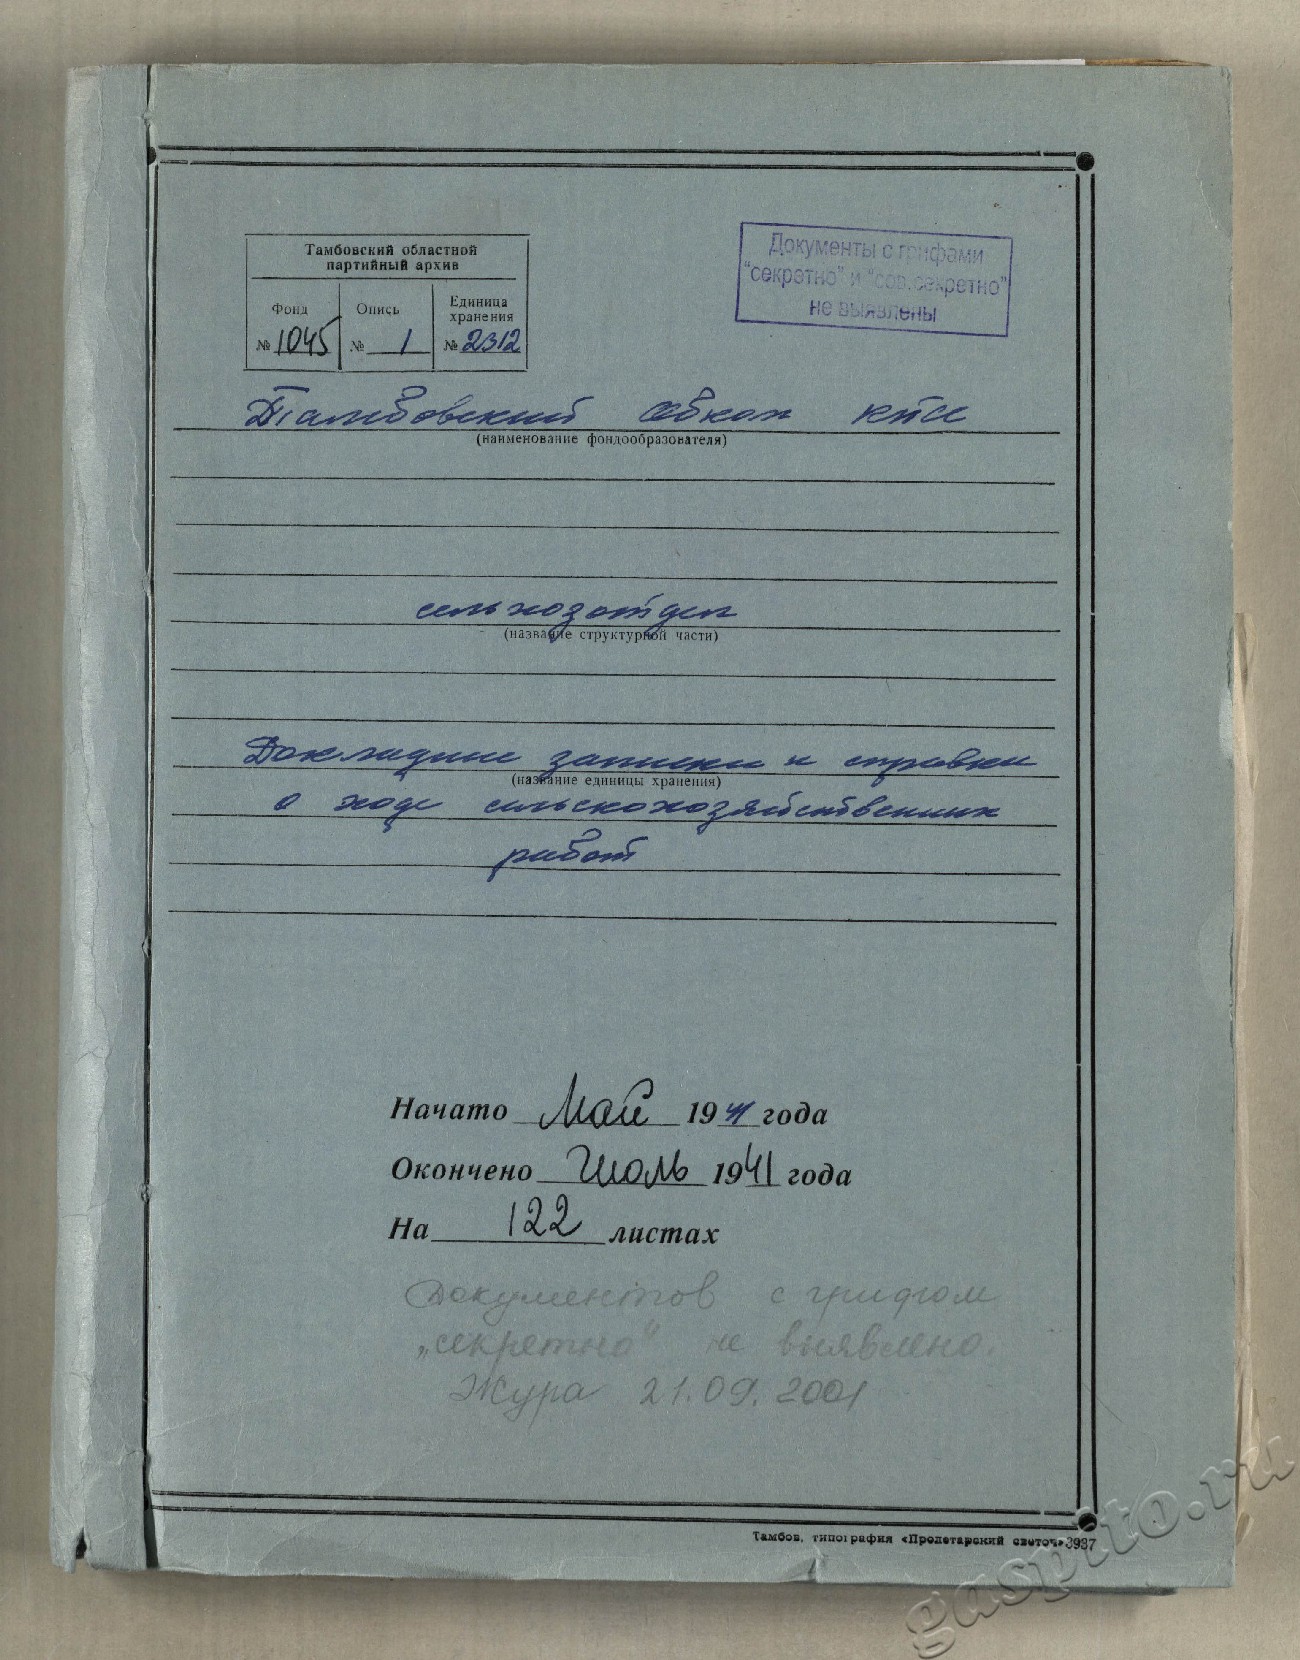 Тамбовский областной
партийный архив
Фонд
Опись
Единица
хранения
№ 1045
№ 1
№ 2312
Документы с грифами
"секретно" и "сов.секретно"
не выявлены
Тамбовский Обком КПСС
(наименование фондообразователя)
сельхозотдел
(название структурной части)
Докладные записки и справки
(название единицы хранения)
о ходе сельскохозяйственных
работ
Начато Май 1941 года
Окончено Июль 1941 года
На 122 листах
Документов с грифом
„секретно" не выявлено.
Жура 21.09.2001
Тамбов, типография «Пролетарский светоч» 3937
gaspito.ru